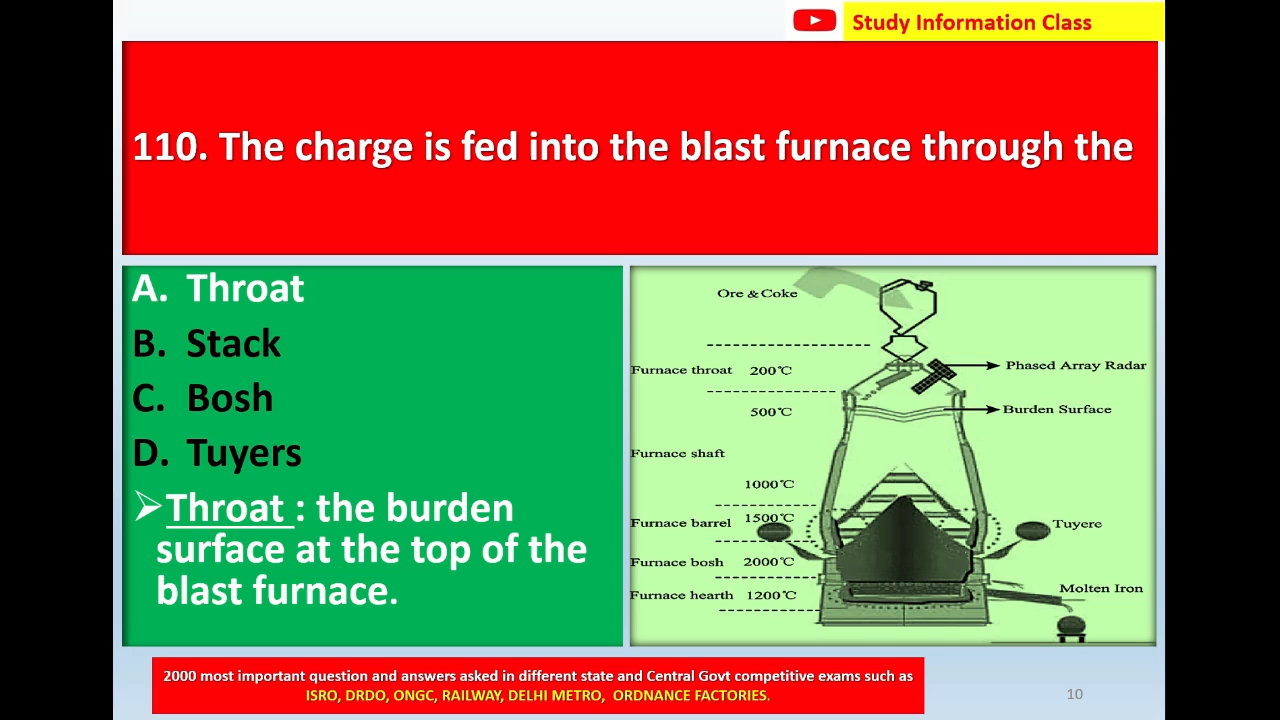 Study Information Class
110. The charge is fed into the blast furnace through the
A. Throat
B. Stack
C. Bosh
D. Tuyers
Throat : the burden
surface at the top of the
blast furnace.
Ore & Coke
Furnace throat 200℃
Phased Array Radar
500℃
Burden Surface
Furnace shaft
1000℃
Furnace barrel 1500℃
Tuyere
Furnace bosh 2000℃
Furnace hearth 1200℃
Molten Iron
2000 most important question and answers asked in different state and Central Govt competitive exams such as
ISRO, DRDO, ONGC, RAILWAY, DELHI METRO, ORDNANCE FACTORIES.
10